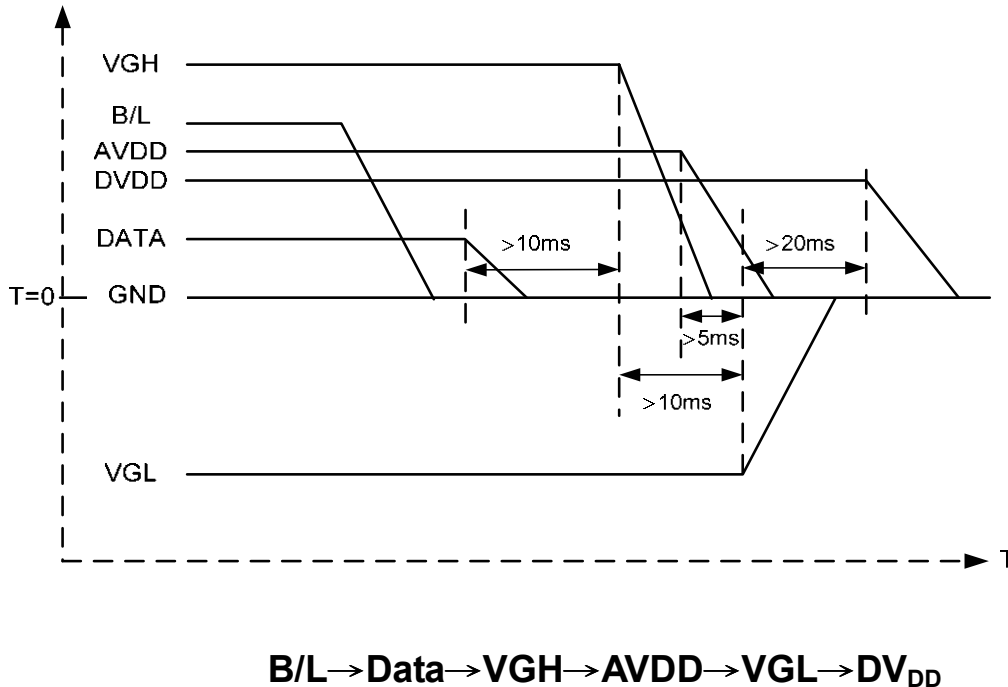 VGH
B/L
AVDD
DVDD
DATA
>10ms
>20ms
T=0
GND
>5ms
>10ms
VGL
T
B/L→Data→VGH→AVDD→VGL→DVDD